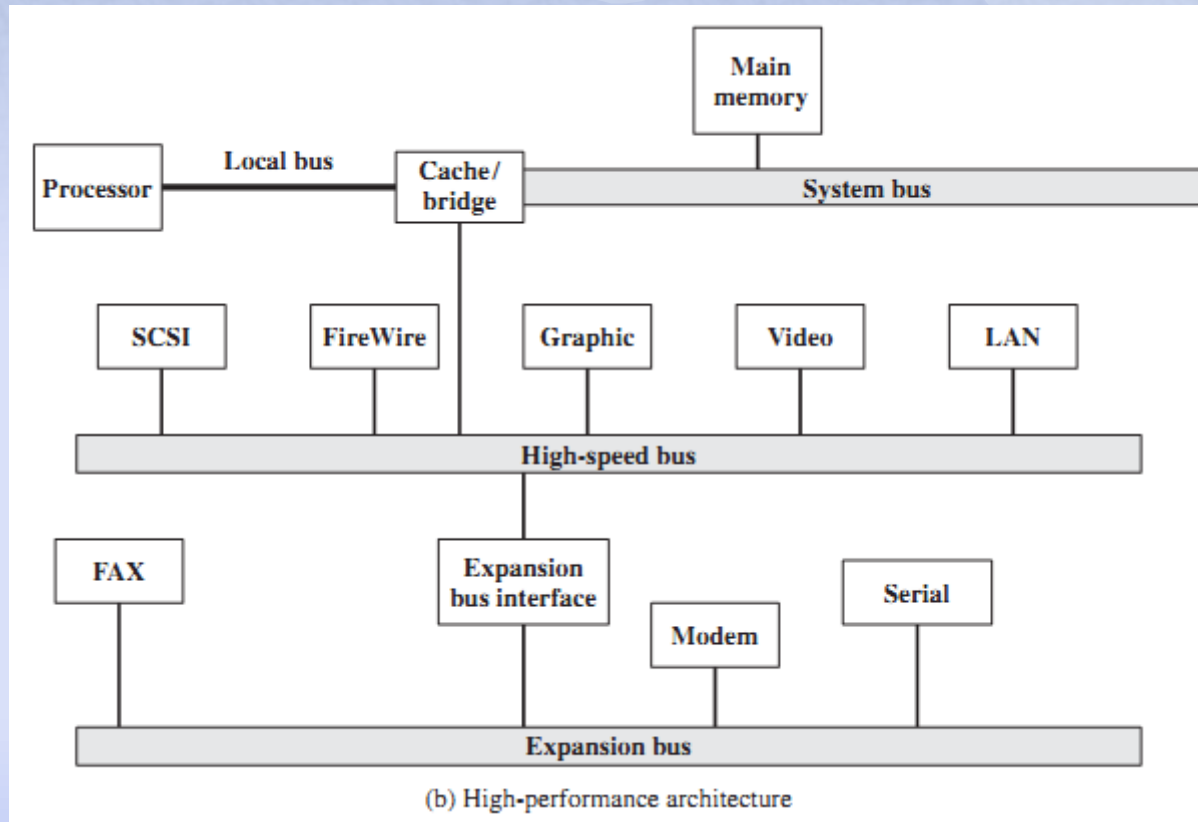 Main
memory
Local bus
Processor
Cache/
bridge
System bus
SCSI
FireWire
Graphic
Video
LAN
High-speed bus
FAX
Expansion
bus interface
Serial
Modem
Expansion bus
(b) High-performance architecture